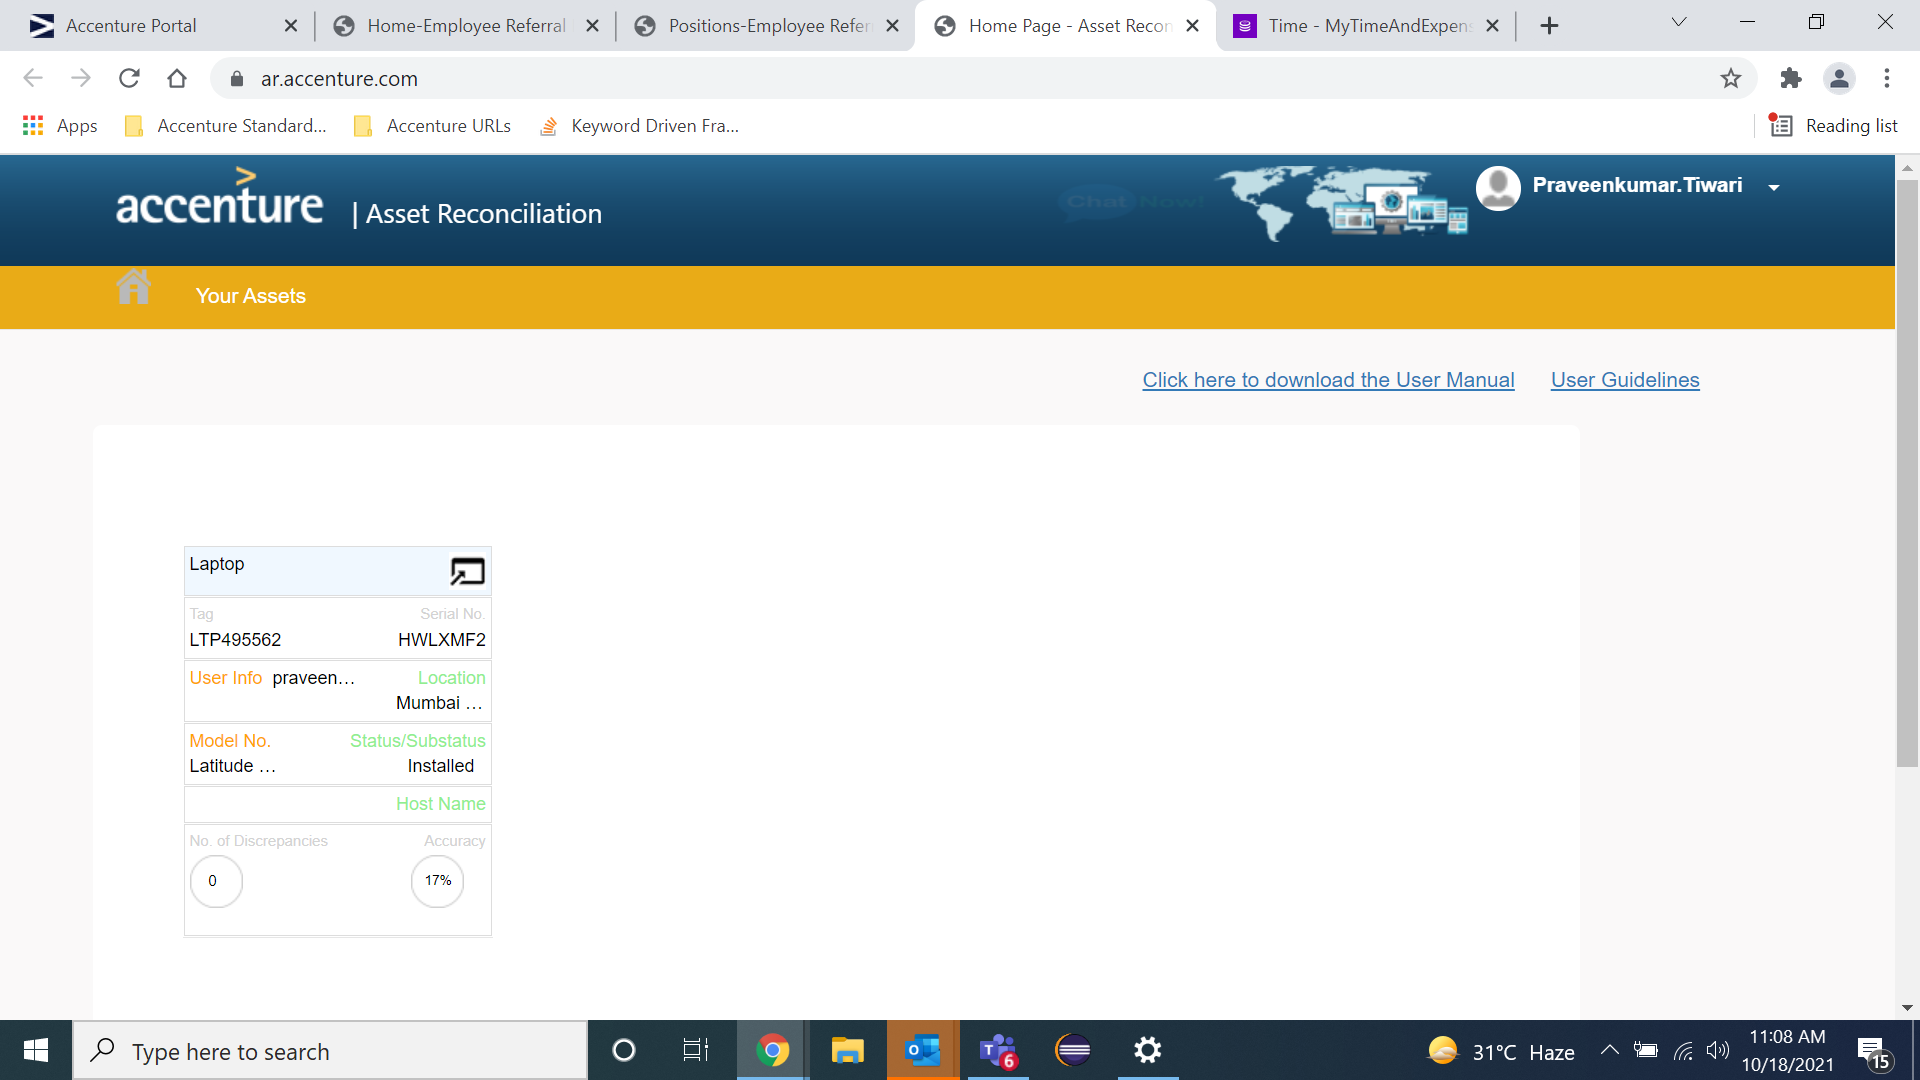 Accenture Portal
Home-Employee Referral
Positions-Employee Refer
Home Page - Asset Recon
Time - MyTimeAndExpens
ar.accenture.com
Apps
Accenture Standard...
Accenture URLs
Keyword Driven Fra...
Reading list
accenture
| Asset Reconciliation
Chat Now!
Praveenkumar.Tiwari
Your Assets
Click here to download the User Manual
User Guidelines
Laptop
Tag Serial No.
LTP495562 HWLXMF2
User Info praveen... Location
Mumbai ...
Model No. Status/Substatus
Latitude ... Installed
Host Name
No. of Discrepancies Accuracy
0 17%
Type here to search
6
31°C Haze
11:08 AM
10/18/2021
15